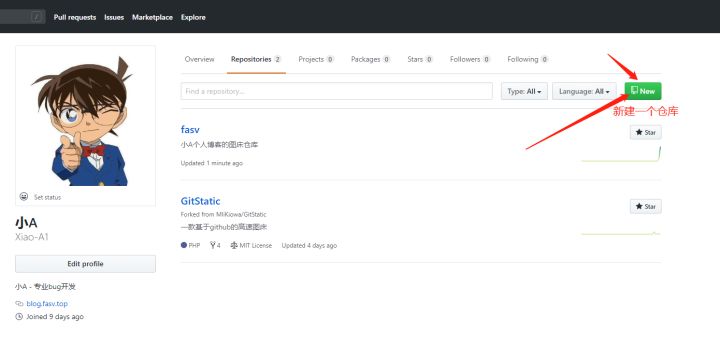 / Pull requests Issues Marketplace Explore
Overview Repositories 2 Projects 0 Packages 0 Stars 0 Followers 0 Following 0
Find a repository... Type: All Language: All New
新建一个仓库
fasv
Star
小A个人博客的图床仓库
Updated 1 minute ago
GitStatic
Star
Forked from MliKiowa/GitStatic
一款基于github的高速图床
PHP 4 MIT License Updated 4 days ago
Set status
小A
Xiao-A1
Edit profile
小A - 专业bug开发
blog.fasv.top
Joined 9 days ago